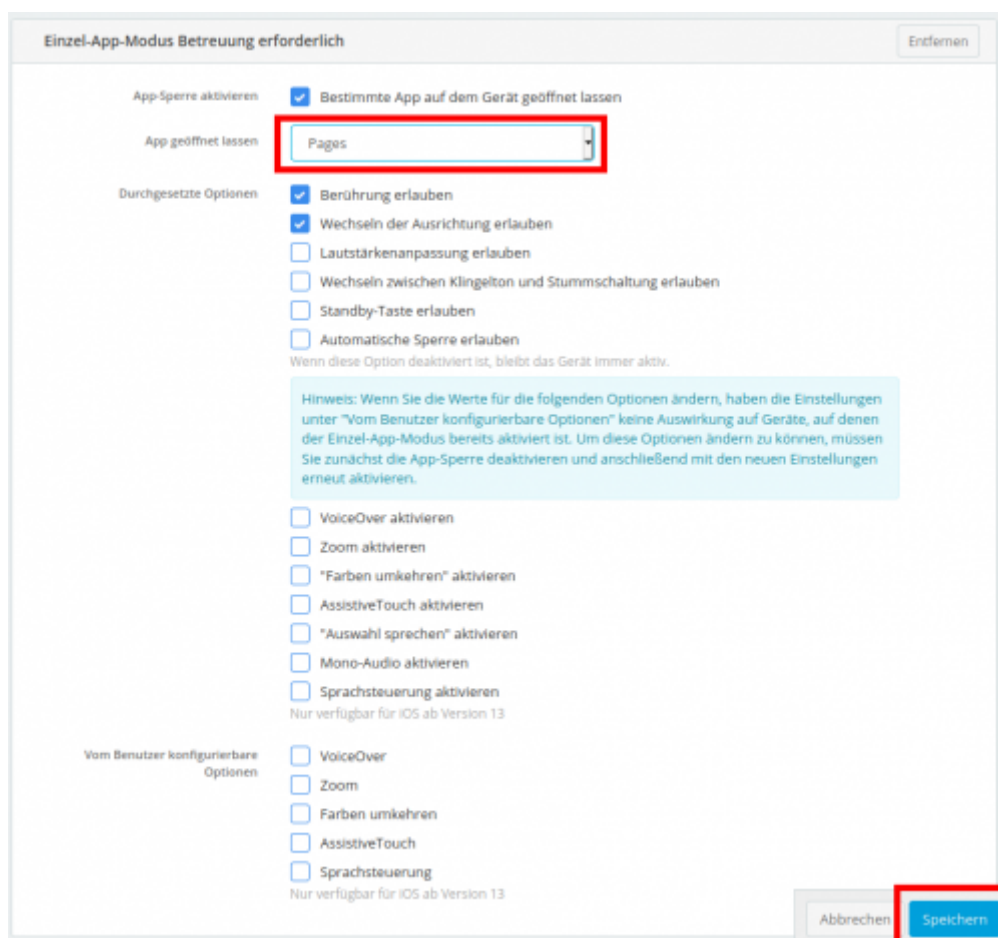 Einzel-App-Modus Betreuung erforderlich
Entfernen
App-Sperre aktivieren
Bestimmte App auf dem Gerät geöffnet lassen
App geöffnet lassen
Pages
Durchgesetzte Optionen
Berührung erlauben
Wechseln der Ausrichtung erlauben
Lautstärkenanpassung erlauben
Wechseln zwischen Klingelton und Stummschaltung erlauben
Standby-Taste erlauben
Automatische Sperre erlauben
Wenn diese Option deaktiviert ist, bleibt das Gerät immer aktiv.
Hinweis: Wenn Sie die Werte für die folgenden Optionen ändern, haben die Einstellungen
unter "Vom Benutzer konfigurierbare Optionen" keine Auswirkung auf Geräte, auf denen
der Einzel-App-Modus bereits aktiviert ist. Um diese Optionen ändern zu können, müssen
Sie zunächst die App-Sperre deaktivieren und anschließend mit den neuen Einstellungen
erneut aktivieren.
VoiceOver aktivieren
Zoom aktivieren
"Farben umkehren" aktivieren
AssistiveTouch aktivieren
"Auswahl sprechen" aktivieren
Mono-Audio aktivieren
Sprachsteuerung aktivieren
Nur verfügbar für iOS ab Version 13
Vom Benutzer konfigurierbare
Optionen
VoiceOver
Zoom
Farben umkehren
AssistiveTouch
Sprachsteuerung
Nur verfügbar für iOS ab Version 13
Abbrechen
Speichern